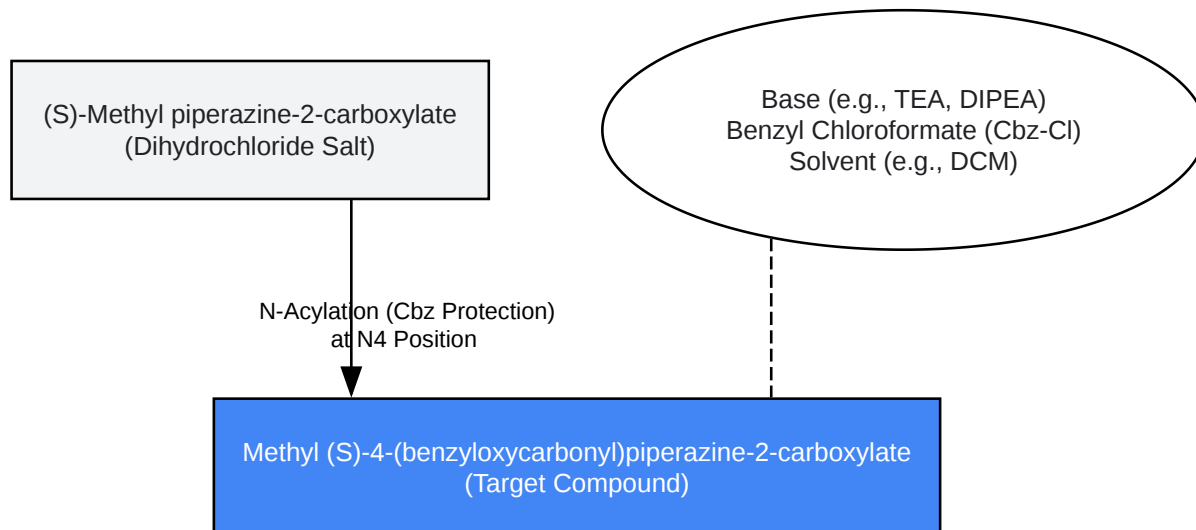 (S)-Methyl piperazine-2-carboxylate
(Dihydrochloride Salt)
Base (e.g., TEA, DIPEA)
Benzyl Chloroformate (Cbz-Cl)
Solvent (e.g., DCM)
N-Acylation (Cbz Protection)
at N4 Position
Methyl (S)-4-(benzyloxycarbonyl)piperazine-2-carboxylate
(Target Compound)